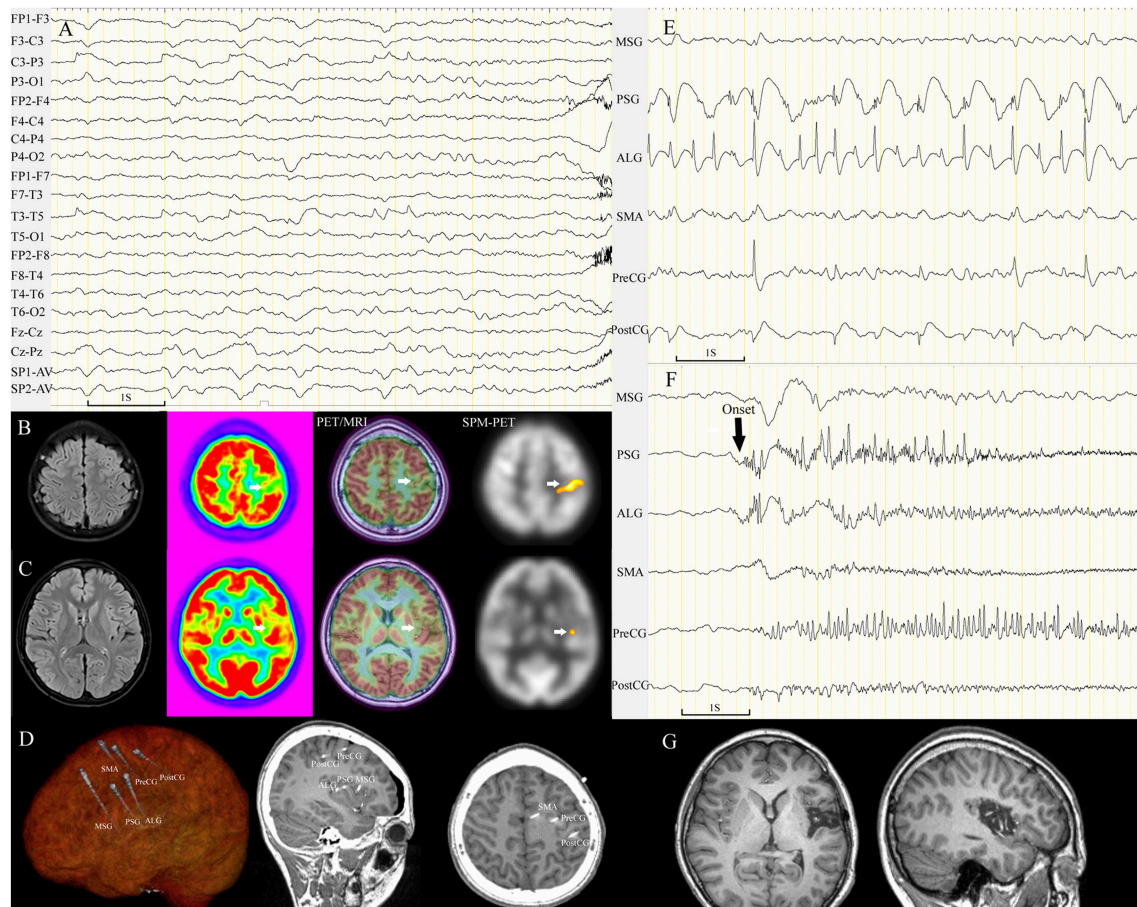 A
FP1-F3
F3-C3
C3-P3
P3-O1
FP2-F4
F4-C4
C4-P4
P4-O2
FP1-F7
F7-T3
T3-T5
T5-O1
FP2-F8
F8-T4
T4-T6
T6-O2
Fz-Cz
Cz-Pz
SP1-AV
SP2-AV
1S
B
PET/MRI
SPM-PET
C
D
SMA
PreCG
PostCG
MSG
PSG
ALG
PreCG
PostCG
ALG
PSG
MSG
SMA
PreCG
PostCG
E
MSG
PSG
ALG
SMA
PreCG
PostCG
1S
F
MSG
Onset
PSG
ALG
SMA
PreCG
PostCG
1S
G